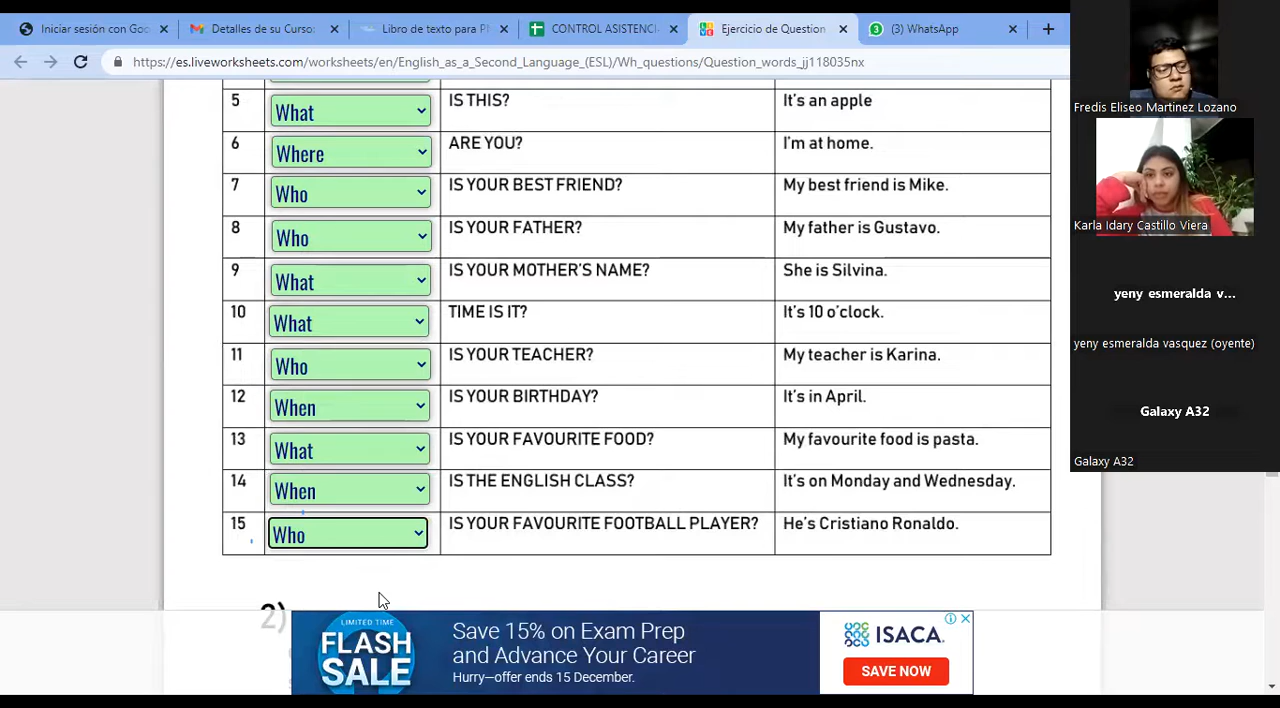 Iniciar sesión con Goo
Detalles de su Curso:
Libro de texto para P
CONTROL ASISTENCI
Ejercicio de Question
(3) WhatsApp
https://es.liveworksheets.com/worksheets/en/English_as_a_Second_Language_(ESL)/Wh_questions/Question_words_jj118035nx
5 What IS THIS? It's an apple
6 Where ARE YOU? I'm at home.
7 Who IS YOUR BEST FRIEND? My best friend is Mike.
8 Who IS YOUR FATHER? My father is Gustavo.
9 What IS YOUR MOTHER'S NAME? She is Silvina.
10 What TIME IS IT? It's 10 o'clock.
11 Who IS YOUR TEACHER? My teacher is Karina.
12 When IS YOUR BIRTHDAY? It's in April.
13 What IS YOUR FAVOURITE FOOD? My favourite food is pasta.
14 When IS THE ENGLISH CLASS? It's on Monday and Wednesday.
15 Who IS YOUR FAVOURITE FOOTBALL PLAYER? He's Cristiano Ronaldo.
2)
LIMITED TIME
FLASH
SALE
Save 15% on Exam Prep
and Advance Your Career
Hurry—offer ends 15 December.
ISACA.
SAVE NOW
Fredis Eliseo Martinez Lozano
Karla Idary Castillo Viera
yeny esmeralda v...
yeny esmeralda vasquez (oyente)
Galaxy A32
Galaxy A32